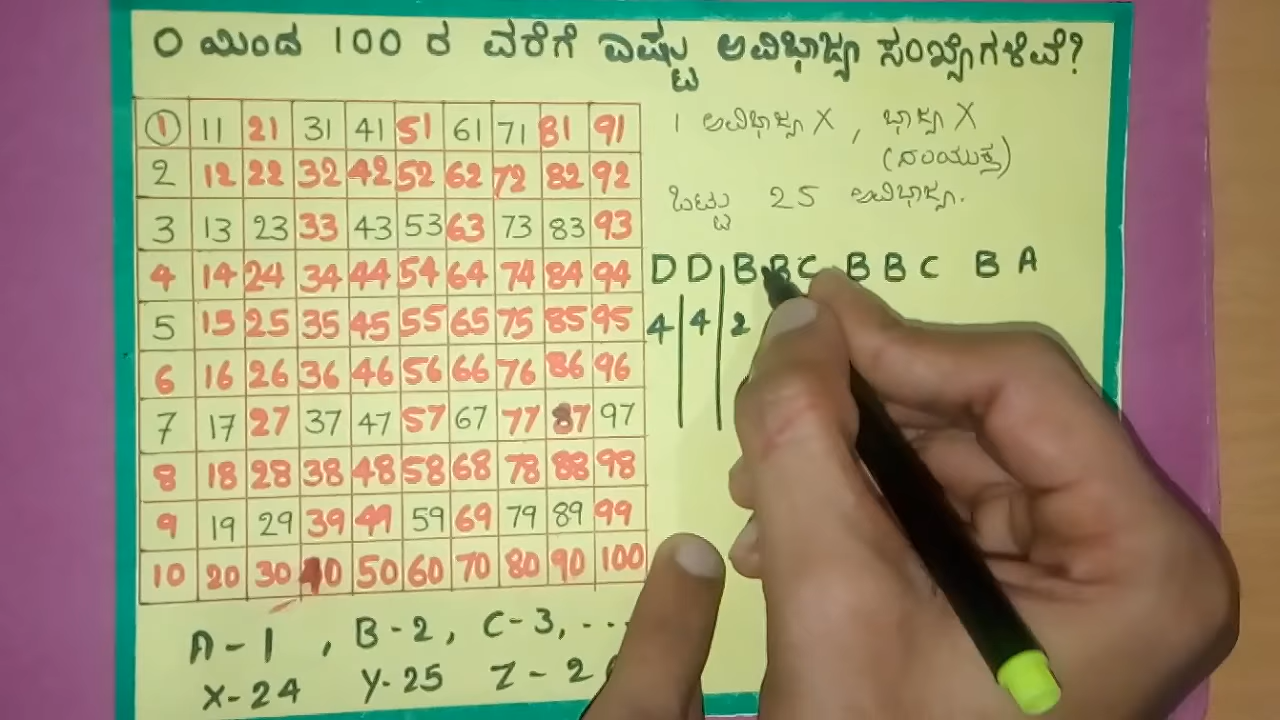 0 ಯಿಂದ 100 ರ ವರೆಗೆ ಎಷ್ಟು ಅವಿಭಾಜ್ಯ ಸಂಖ್ಯೆಗಳಿವೆ?
1 11 21 31 41 51 61 71 81 91
2 12 22 32 42 52 62 72 82 92
3 13 23 33 43 53 63 73 83 93
4 14 24 34 44 54 64 74 84 94
5 15 25 35 45 55 65 75 85 95
6 16 26 36 46 56 66 76 86 96
7 17 27 37 47 57 67 77 87 97
8 18 28 38 48 58 68 78 88 98
9 19 29 39 49 59 69 79 89 99
10 20 30 40 50 60 70 80 90 100
1 ಅವಿಭಾಜ್ಯ X , ಭಾಜ್ಯ X
(ಸಂಯುಕ್ತ)
ಒಟ್ಟು 25 ಅವಿಭಾಜ್ಯ.
D D B B C B B C B A
4 4 2
A - 1 , B - 2 , C - 3, ...
X - 24 Y - 25 Z - 2